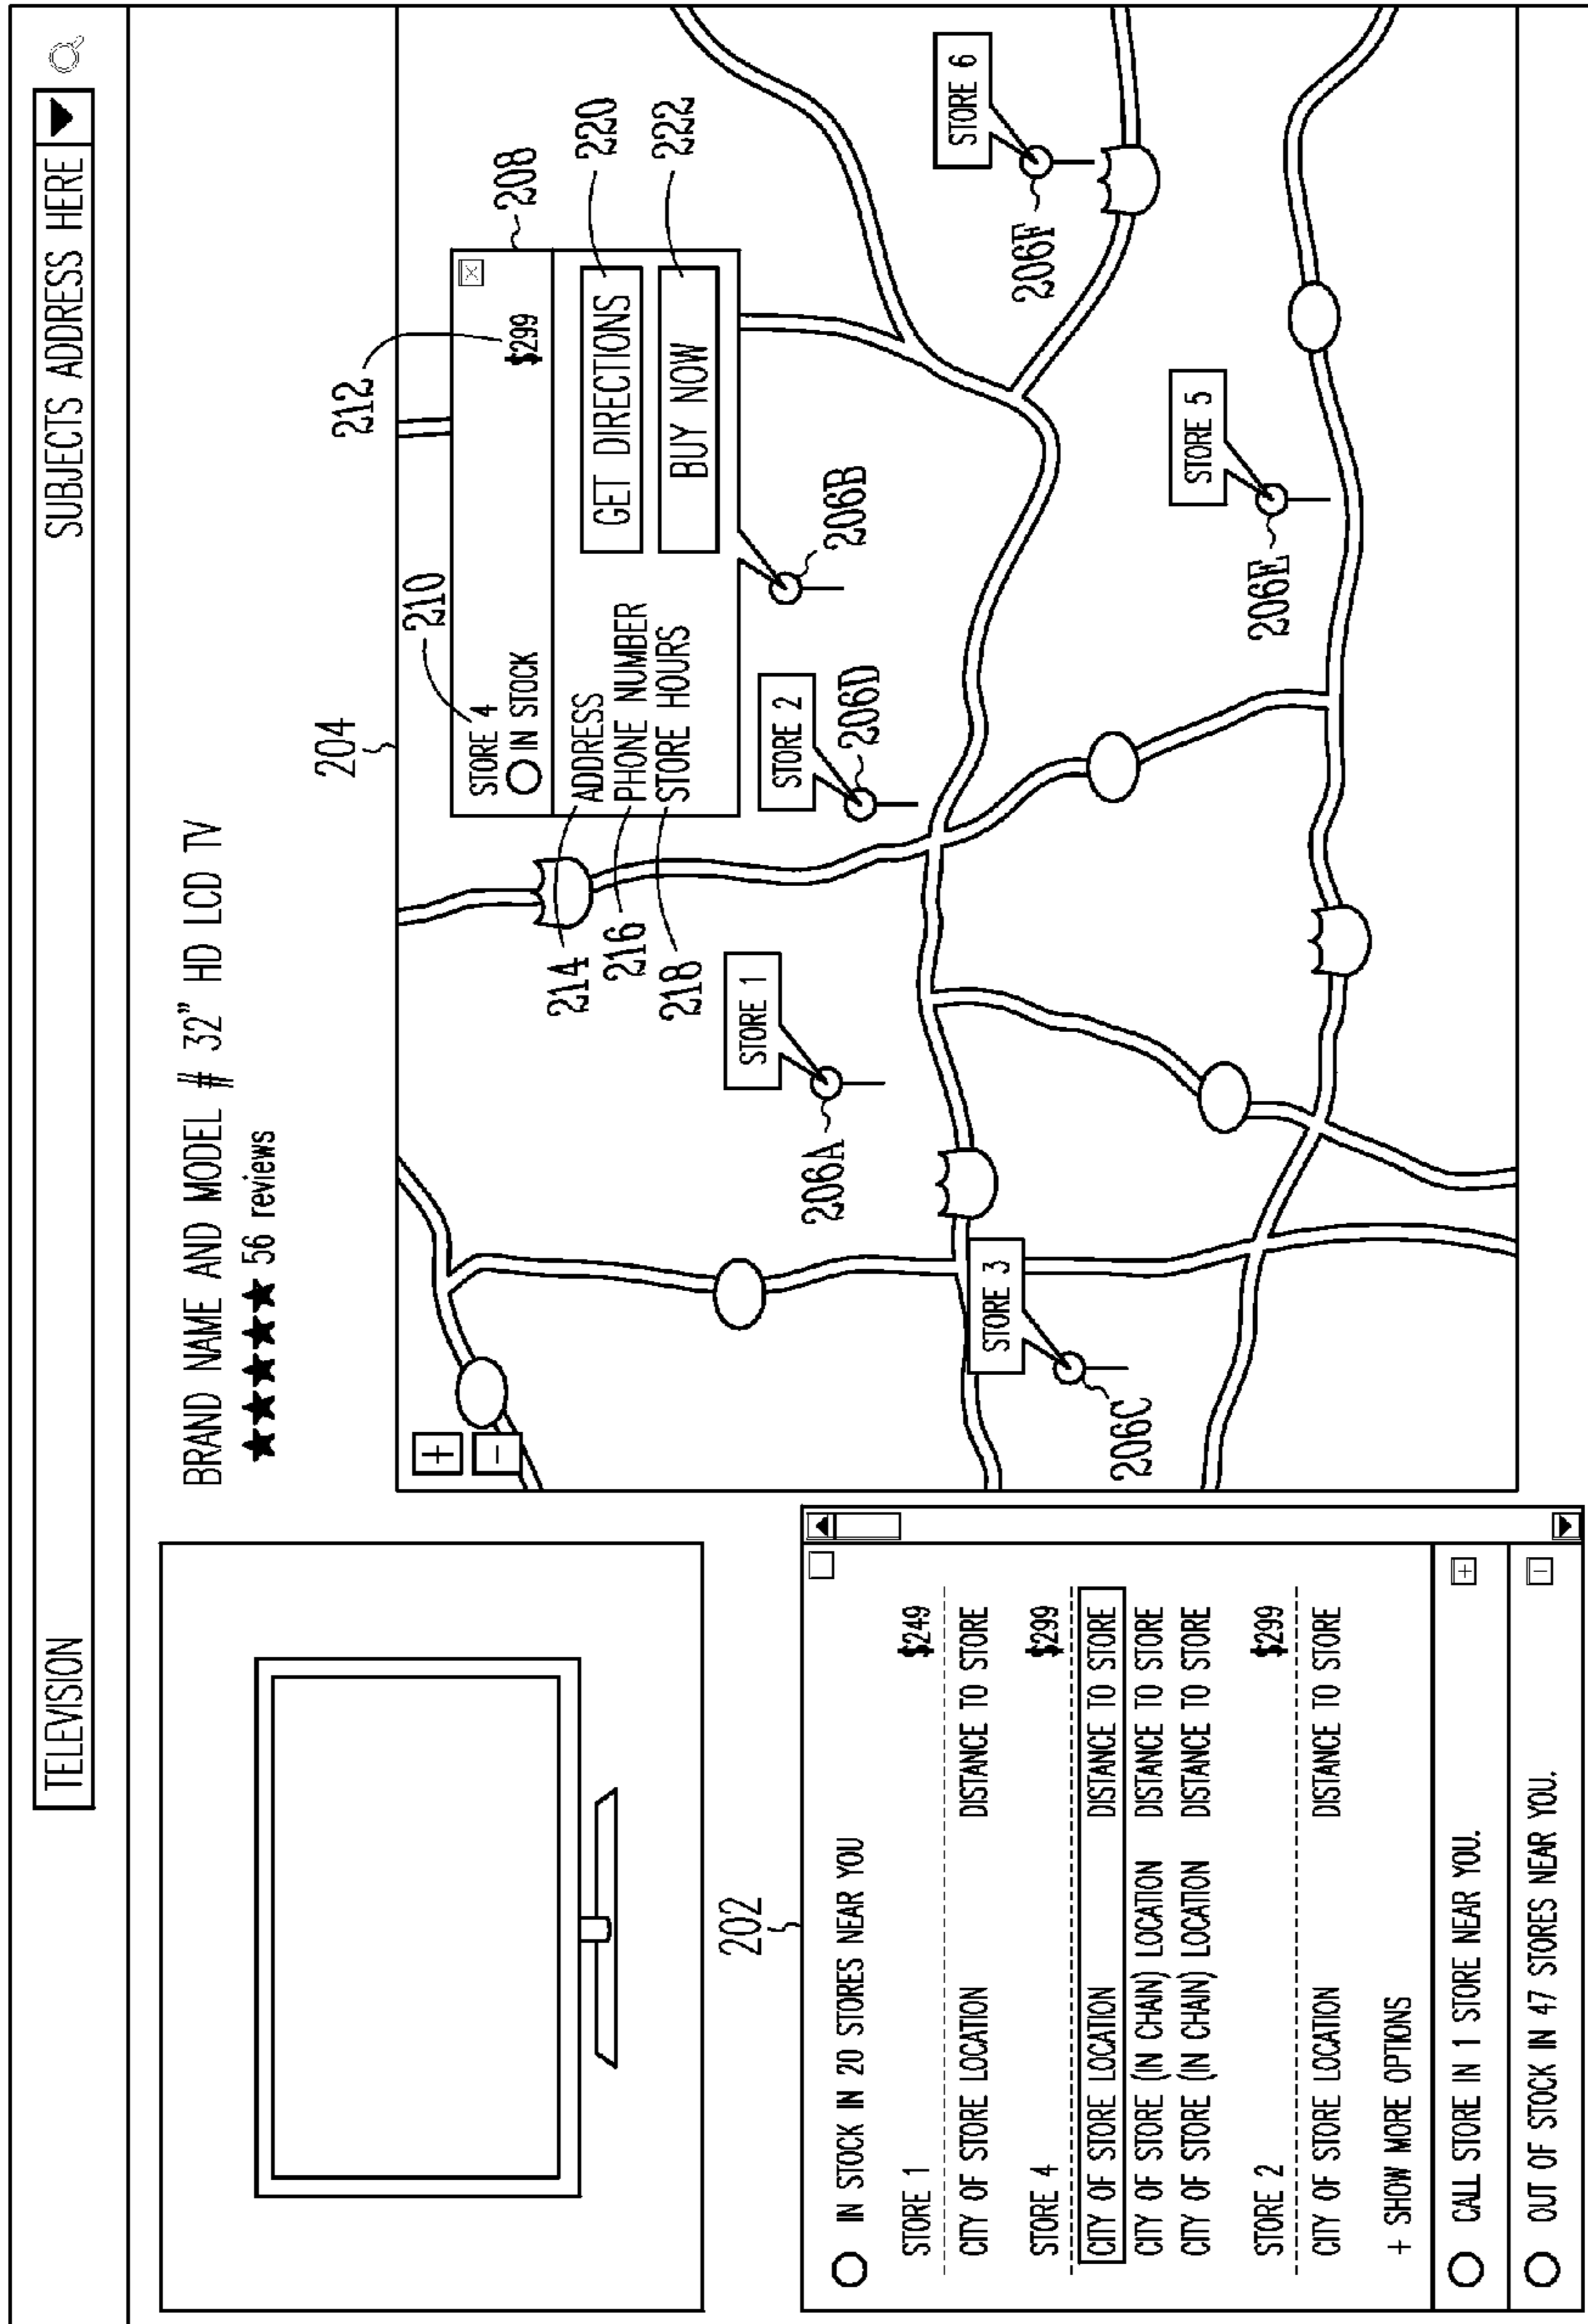 TELEVISION
SUBJECTS ADDRESS HERE
BRAND NAME AND MODEL # 32" HD LCD TV
★★★★★ 56 reviews
202
IN STOCK IN 20 STORES NEAR YOU
STORE 1 $249
CITY OF STORE LOCATION DISTANCE TO STORE
STORE 4 $299
CITY OF STORE LOCATION DISTANCE TO STORE
CITY OF STORE (IN CHAIN) LOCATION DISTANCE TO STORE
CITY OF STORE (IN CHAIN) LOCATION DISTANCE TO STORE
STORE 2 $299
CITY OF STORE LOCATION DISTANCE TO STORE
+ SHOW MORE OPTIONS
CALL STORE IN 1 STORE NEAR YOU. +
OUT OF STOCK IN 47 STORES NEAR YOU. -
204
+
-
210
212
208
STORE 4
IN STOCK
$299
X
214
ADDRESS
216
PHONE NUMBER
218
STORE HOURS
GET DIRECTIONS
220
BUY NOW
222
206B
STORE 1
206A
STORE 2
206D
STORE 3
206C
STORE 5
206E
STORE 6
206F